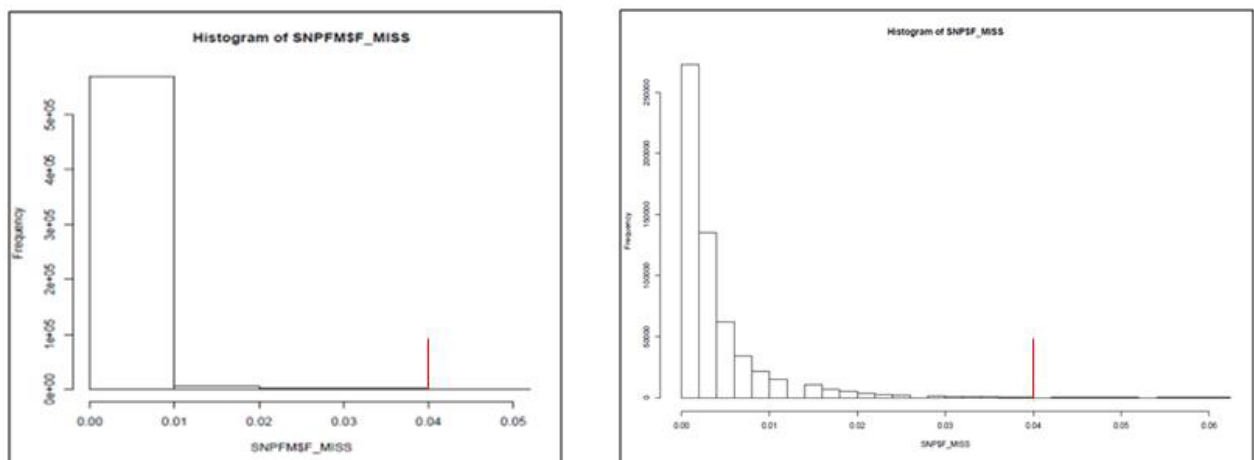 Histogram of SNPFM$F_MISS
Frequency
5e+05
4e+05
3e+05
2e+05
1e+05
0e+00
0.00 0.01 0.02 0.03 0.04 0.05
SNPFM$F_MISS
Histogram of SNP$F_MISS
Frequency
250000
200000
150000
100000
50000
0
0.00 0.01 0.02 0.03 0.04 0.05 0.06
SNP$F_MISS